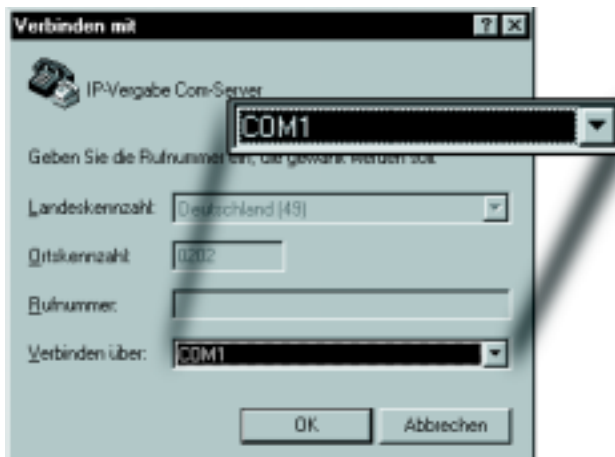 Verbinden mit
IP-Vergabe Com-Server
COM1
Geben Sie die Rufnummer ein, die gewählt werden soll:
Landeskennzahl: Deutschland (49)
Ortskennzahl: 0202
Rufnummer:
Verbinden über: COM1
OK Abbrechen